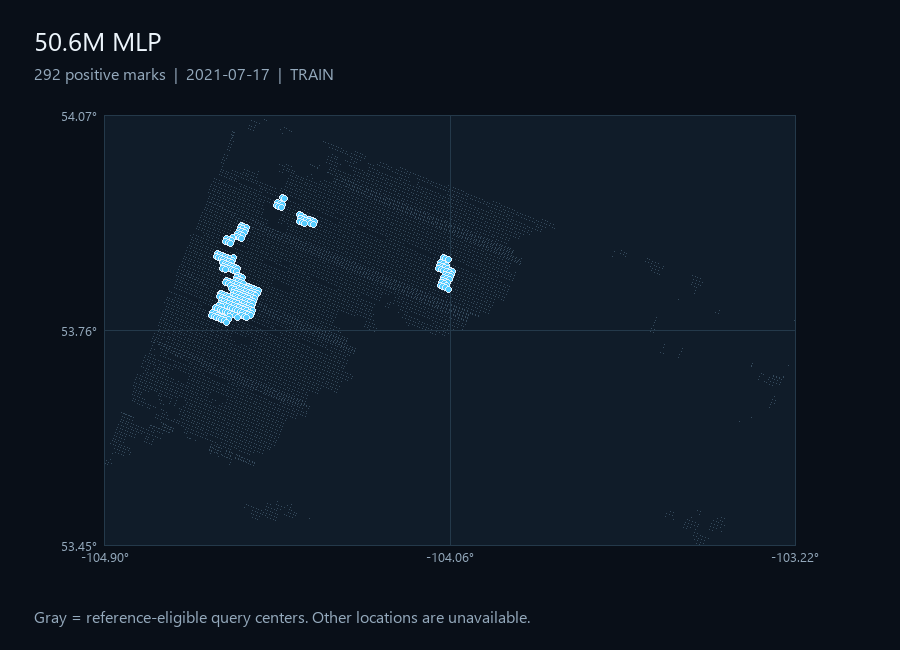 50.6M MLP
292 positive marks | 2021-07-17 | TRAIN
54.07°
53.76°
53.45°
-104.90° -104.06° -103.22°
Gray = reference-eligible query centers. Other locations are unavailable.